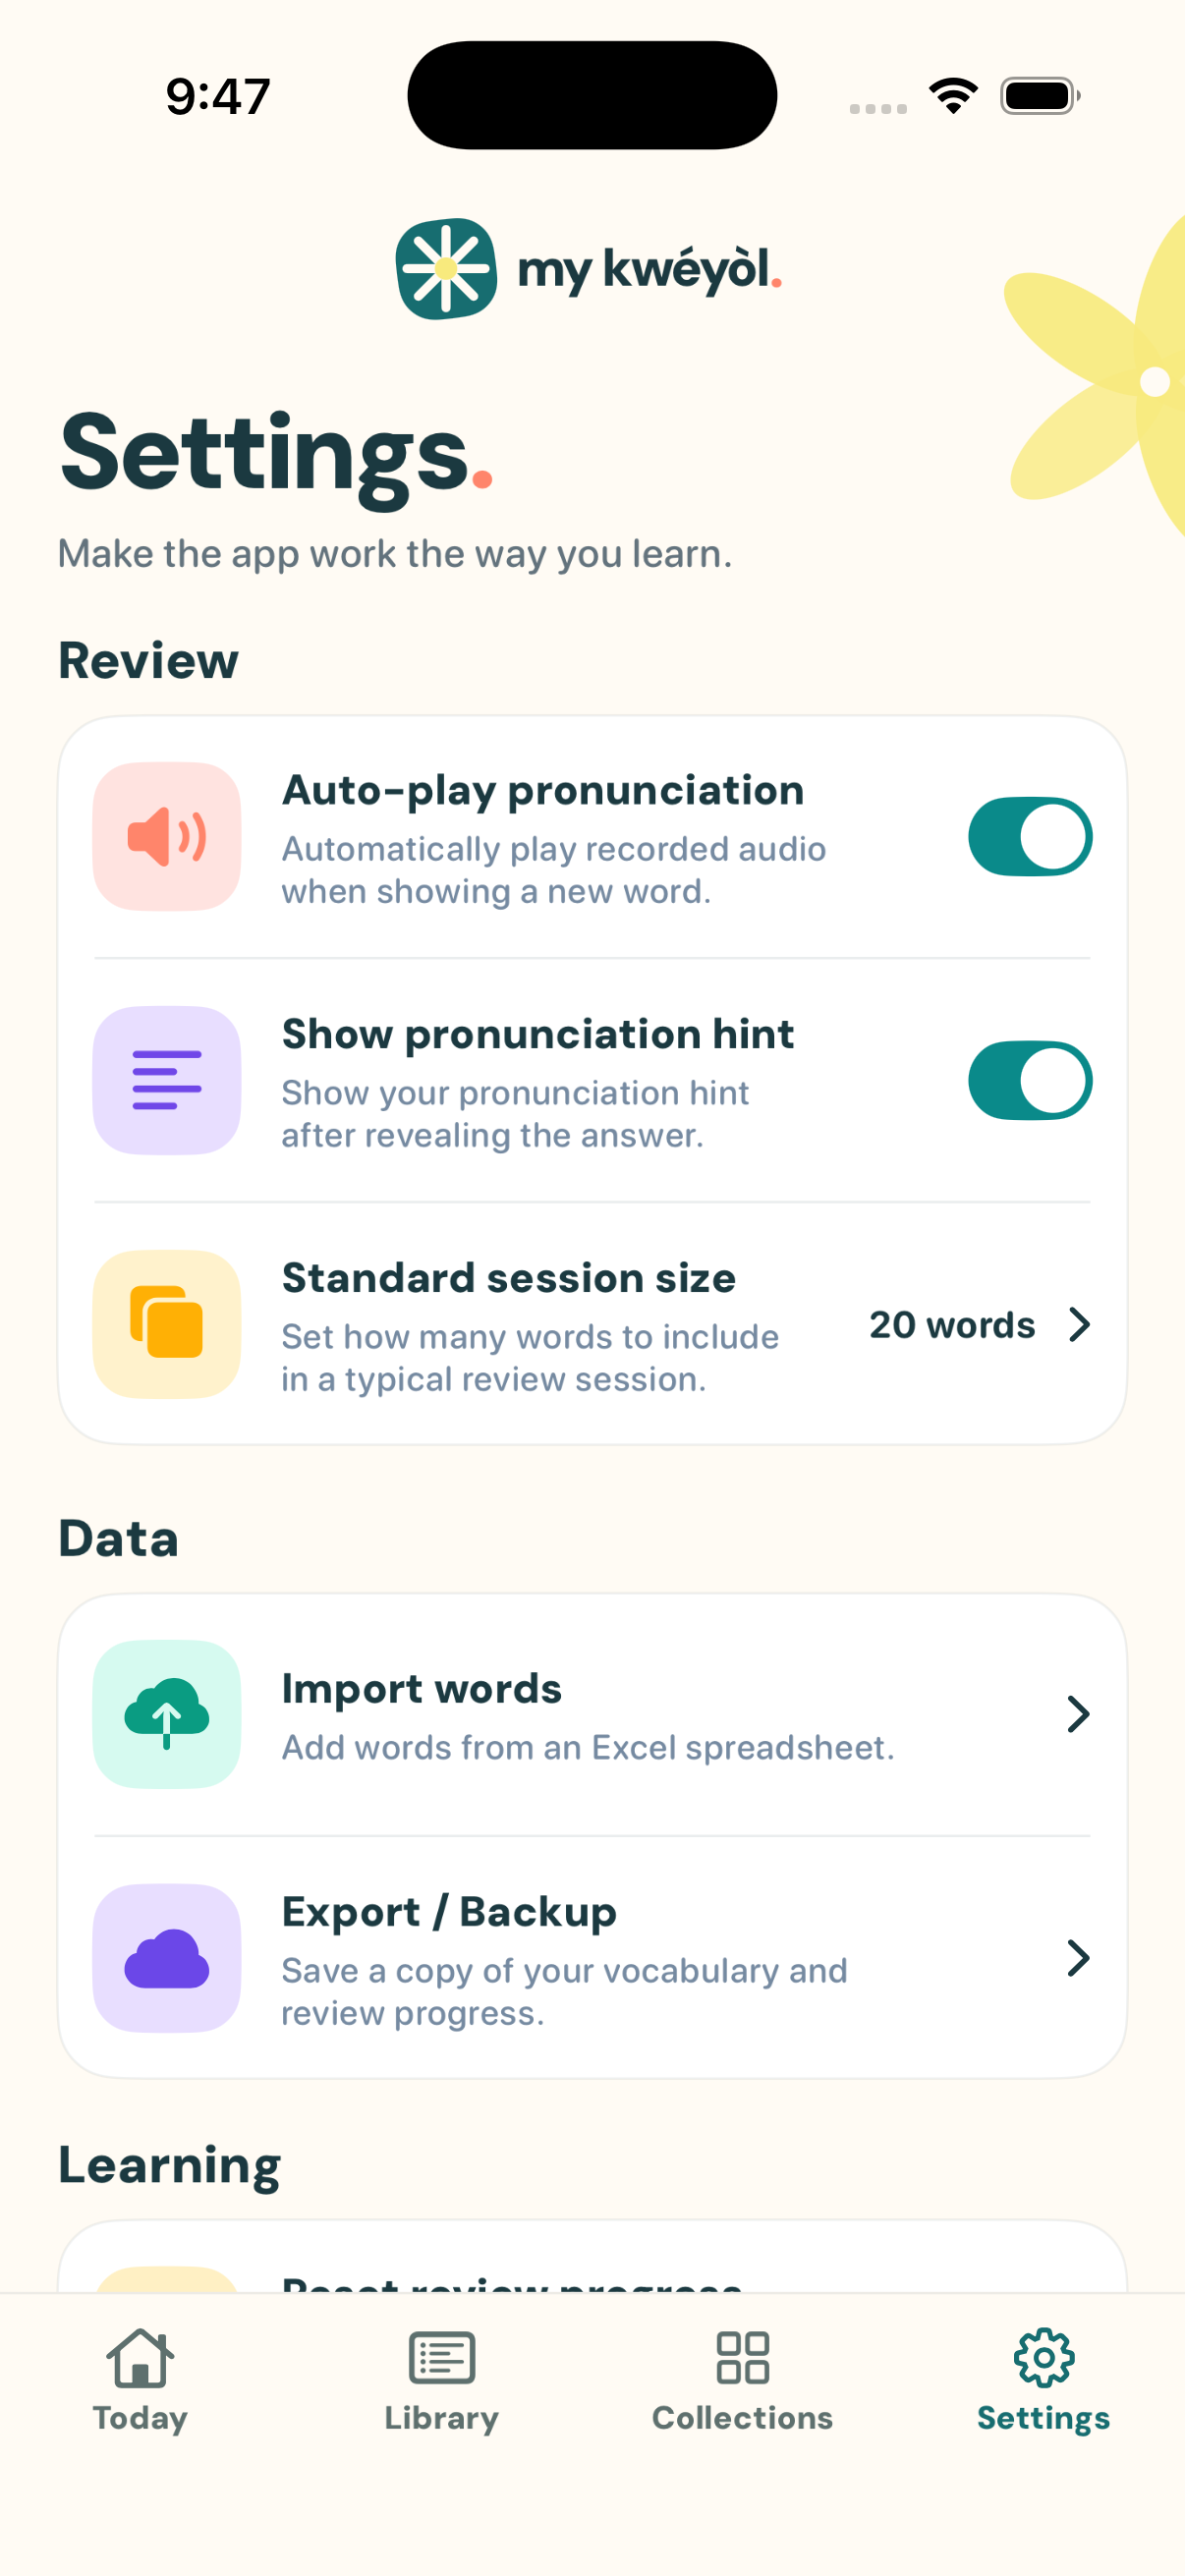 9:47
my kwéyòl.
Settings.
Make the app work the way you learn.
Review
Auto-play pronunciation
Automatically play recorded audio
when showing a new word.
Show pronunciation hint
Show your pronunciation hint
after revealing the answer.
Standard session size
Set how many words to include
in a typical review session.
20 words
Data
Import words
Add words from an Excel spreadsheet.
Export / Backup
Save a copy of your vocabulary and
review progress.
Learning
Reset review progress
Today
Library
Collections
Settings